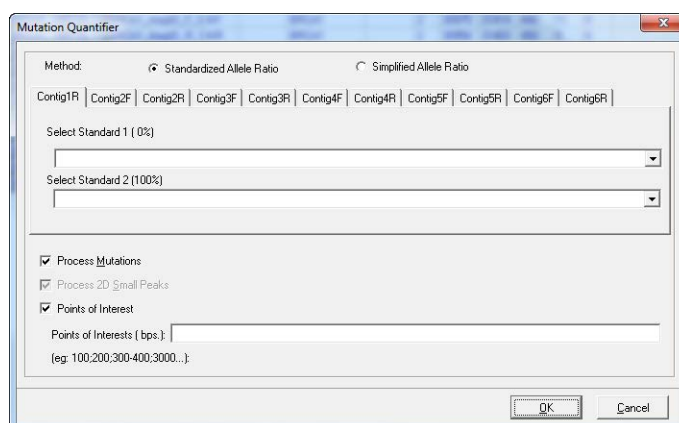 Mutation Quantifier
Method: Standardized Allele Ratio Simplified Allele Ratio
Contig1R Contig2F Contig2R Contig3F Contig3R Contig4F Contig4R Contig5F Contig5R Contig6F Contig6R
Select Standard 1 ( 0%)
Select Standard 2 (100%)
Process Mutations
Process 2D Small Peaks
Points of Interest
Points of Interests ( bps.):
(eg: 100;200;300-400;3000...):
OK Cancel